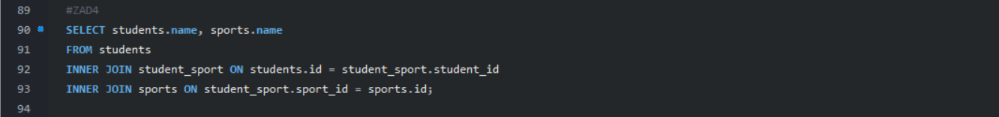 89 #ZAD4
90 SELECT students.name, sports.name
91 FROM students
92 INNER JOIN student_sport ON students.id = student_sport.student_id
93 INNER JOIN sports ON student_sport.sport_id = sports.id;
94